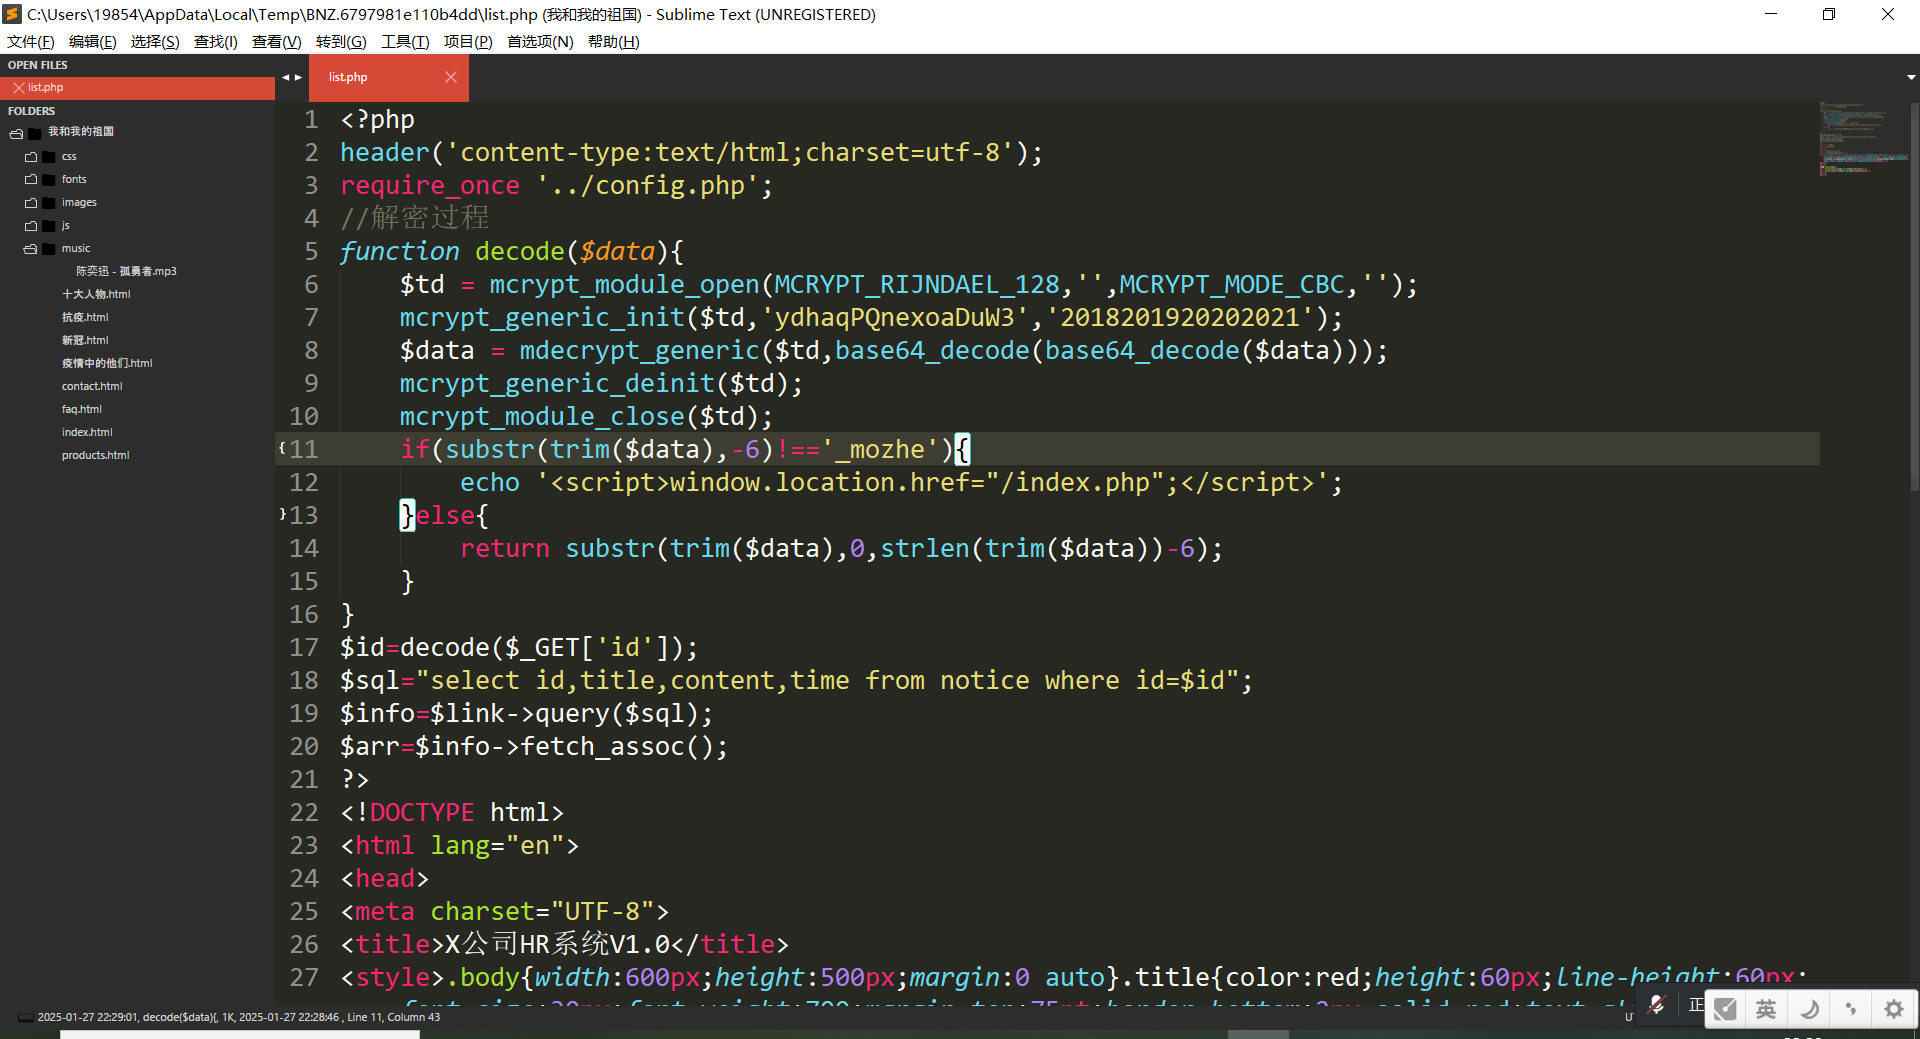 C:\Users\19854\AppData\Local\Temp\BNZ.6797981e110b4dd\list.php (我和我的祖国) - Sublime Text (UNREGISTERED)
文件(F) 编辑(E) 选择(S) 查找(I) 查看(V) 转到(G) 工具(T) 项目(P) 首选项(N) 帮助(H)
OPEN FILES
list.php
FOLDERS
我和我的祖国
css
fonts
images
js
music
陈奕迅 - 孤勇者.mp3
十大人物.html
抗疫.html
新冠.html
疫情中的他们.html
contact.html
faq.html
index.html
products.html
list.php
1 <?php
2 header('content-type:text/html;charset=utf-8');
3 require_once '../config.php';
4 //解密过程
5 function decode($data){
6     $td = mcrypt_module_open(MCRYPT_RIJNDAEL_128,'',MCRYPT_MODE_CBC,'');
7     mcrypt_generic_init($td,'ydhaqPQnexoaDuW3','2018201920202021');
8     $data = mdecrypt_generic($td,base64_decode(base64_decode($data)));
9     mcrypt_generic_deinit($td);
10     mcrypt_module_close($td);
11     if(substr(trim($data),-6)!=='_mozhe'){
12         echo '<script>window.location.href="/index.php";</script>';
13     }else{
14         return substr(trim($data),0,strlen(trim($data))-6);
15     }
16 }
17 $id=decode($_GET['id']);
18 $sql="select id,title,content,time from notice where id=$id";
19 $info=$link->query($sql);
20 $arr=$info->fetch_assoc();
21 ?>
22 <!DOCTYPE html>
23 <html lang="en">
24 <head>
25 <meta charset="UTF-8">
26 <title>X公司HR系统V1.0</title>
27 <style>.body{width:600px;height:500px;margin:0 auto}.title{color:red;height:60px;line-height:60px;
2025-01-27 22:29:01, decode($data){, 1K, 2025-01-27 22:28:46 , Line 11, Column 43
正
英